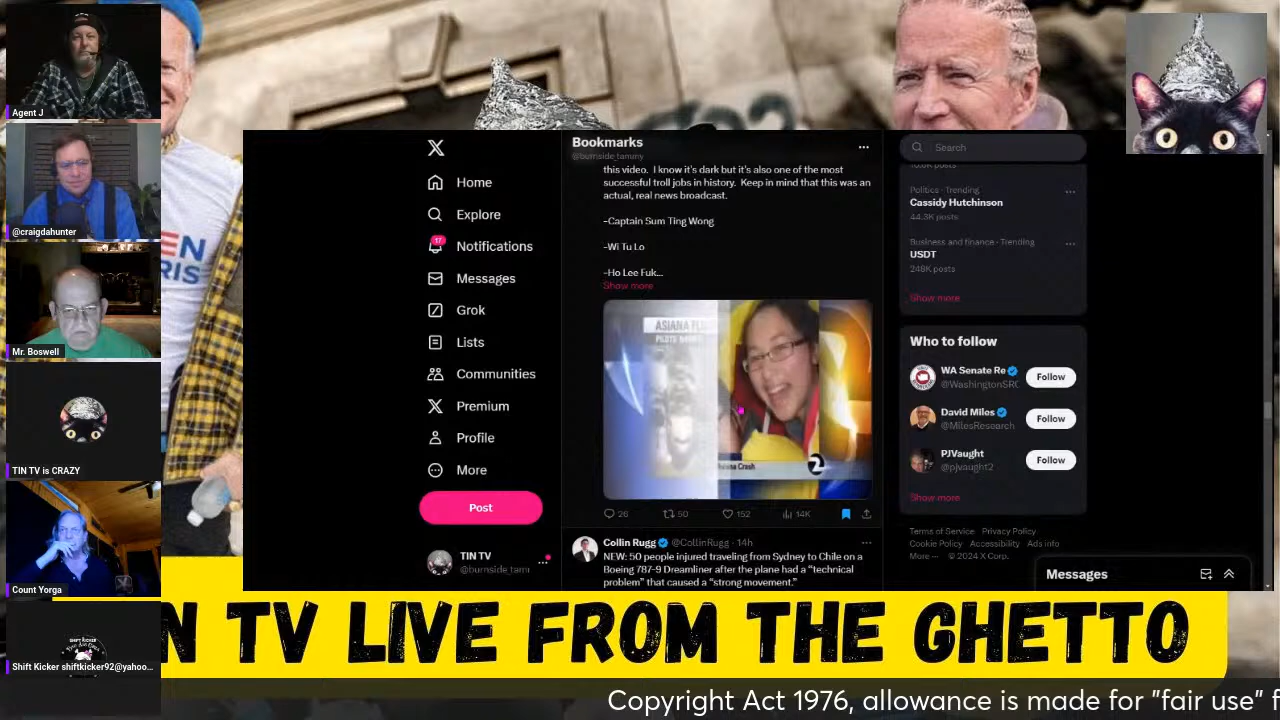 Agent J
@craigdahunter
Mr. Boswell
TIN TV is CRAZY
Count Yorga
Shift Kicker shiftkicker92@yahoo...
EN
RIS
Home
Explore
17
Notifications
Messages
Grok
Lists
Communities
Premium
Profile
More
Post
TIN TV
@burnside_tam
Bookmarks
@burnside_tammy
this video. I know it's dark but it's also one of the most
successful troll jobs in history. Keep in mind that this was an
actual, real news broadcast.
-Captain Sum Ting Wong
-Wi Tu Lo
-Ho Lee Fuk...
Show more
ASIANA FL
2
26 50 152 14K
Collin Rugg @CollinRugg · 14h
NEW: 50 people injured traveling from Sydney to Chile on a
Boeing 787-9 Dreamliner after the plane had a "technical
problem" that caused a "strong movement."
Search
Politics · Trending
Cassidy Hutchinson
44.3K posts
Business and finance · Trending
USDT
248K posts
Show more
Who to follow
WA Senate Re
@WashingtonSRC
Follow
David Miles
@MilesResearch
Follow
PJVaught
@pjvaught2
Follow
Show more
Terms of Service Privacy Policy
Cookie Policy Accessibility Ads info
More ··· © 2024 X Corp.
Messages
N TV LIVE FROM THE GHETTO
Copyright Act 1976, allowance is made for "fair use" f